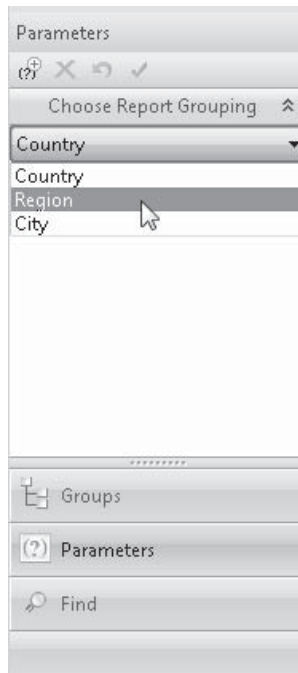 Parameters
(?)
Choose Report Grouping
Country
Country
Region
City
Groups
(?) Parameters
Find